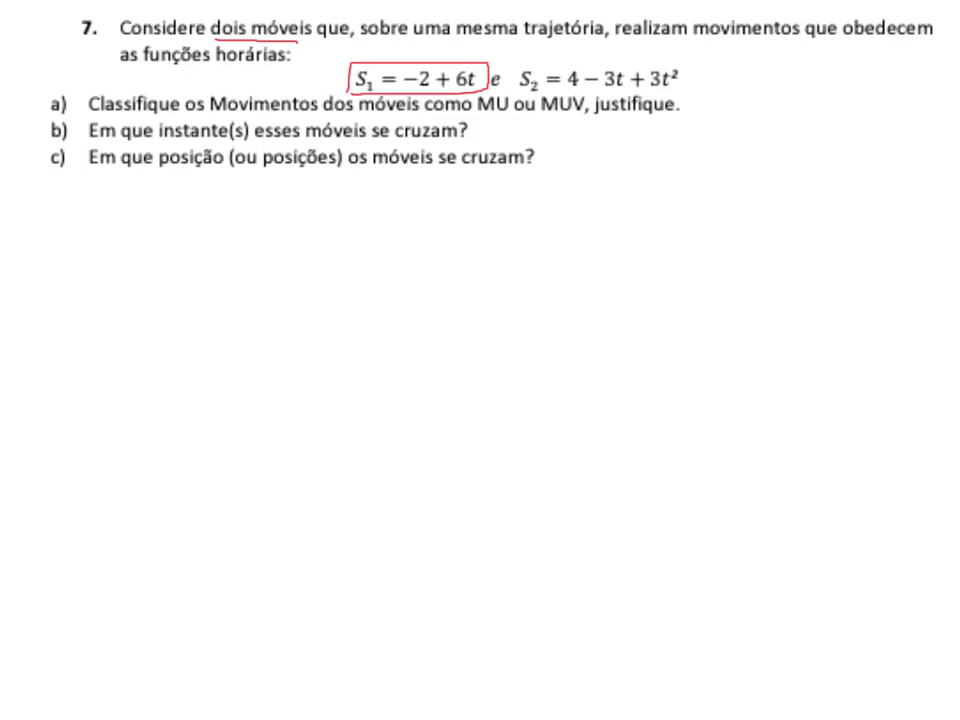 7. Considere dois móveis que, sobre uma mesma trajetória, realizam movimentos que obedecem
as funções horárias:
S₁ = −2 + 6t e S₂ = 4 − 3t + 3t²
a) Classifique os Movimentos dos móveis como MU ou MUV, justifique.
b) Em que instante(s) esses móveis se cruzam?
c) Em que posição (ou posições) os móveis se cruzam?